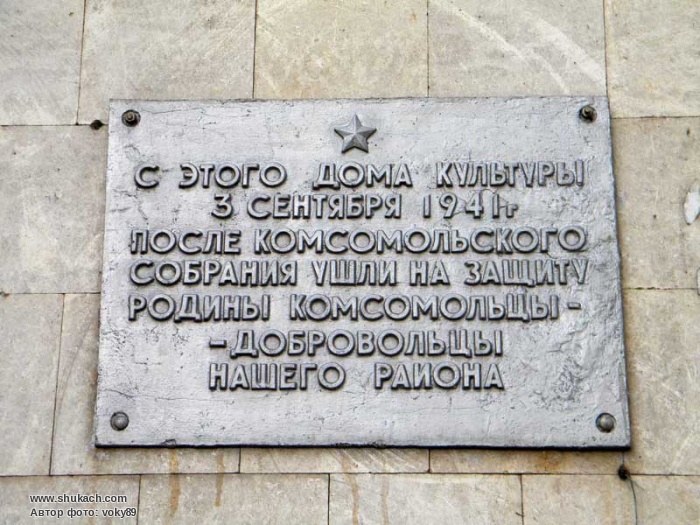 С ЭТОГО ДОМА КУЛЬТУРЫ
3 СЕНТЯБРЯ 1941г
ПОСЛЕ КОМСОМОЛЬСКОГО
СОБРАНИЯ УШЛИ НА ЗАЩИТУ
РОДИНЫ КОМСОМОЛЬЦЫ -
-ДОБРОВОЛЬЦЫ
НАШЕГО РАЙОНА
www.shukach.com
Автор фото: voky89